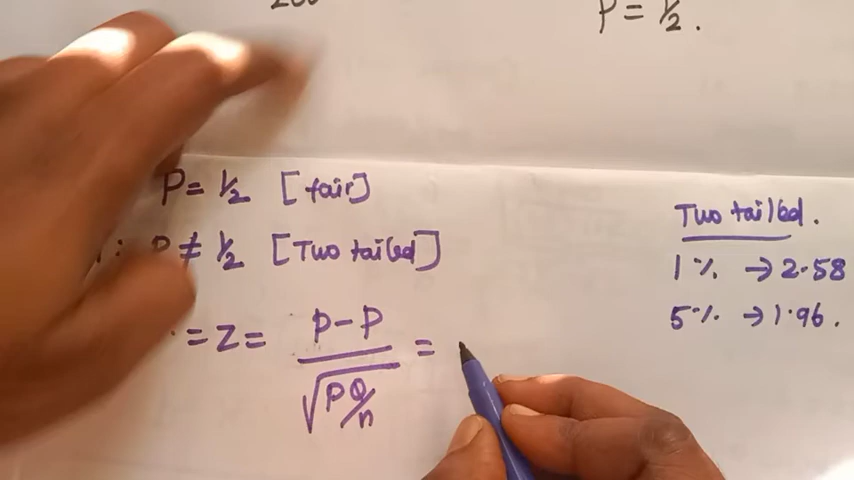 P = 1/2.
P = 1/2 [fair]
: P ≠ 1/2 [Two tailed]
= Z = p - P / √PQ/n =
Two tailed.
1% → 2.58
5% → 1.96.